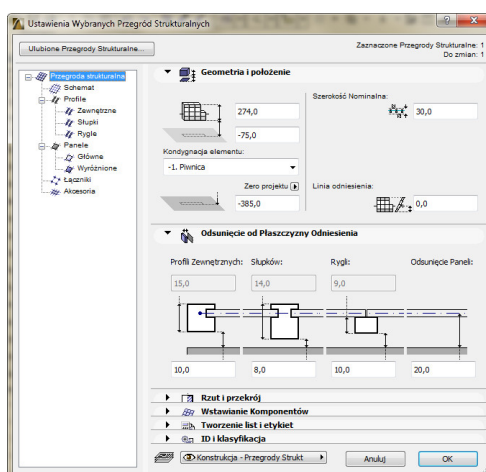 Ustawienia Wybranych Przegród Strukturalnych
Ulubione Przegrody Strukturalne...
Zaznaczone Przegrody Strukturalne: 1
Do zmian: 1
Przegroda strukturalna
Schemat
Profile
Zewnętrzne
Słupki
Rygle
Panele
Główne
Wyróżnione
Łączniki
Akcesoria
Geometria i położenie
Szerokość Nominalna:
274,0
30,0
-75,0
Kondygnacja elementu:
-1. Piwnica
Zero projektu
Linia odniesienia:
-385,0
0,0
Odsunięcie od Płaszczyzny Odniesienia
Profili Zewnętrznych:
Słupków:
Rygli:
Odsunięcie Paneli:
15,0
14,0
9,0
10,0
8,0
10,0
20,0
Rzut i przekrój
Wstawianie Komponentów
Tworzenie list i etykiet
ID i klasyfikacja
Konstrukcja - Przegrody Strukt
Anuluj
OK